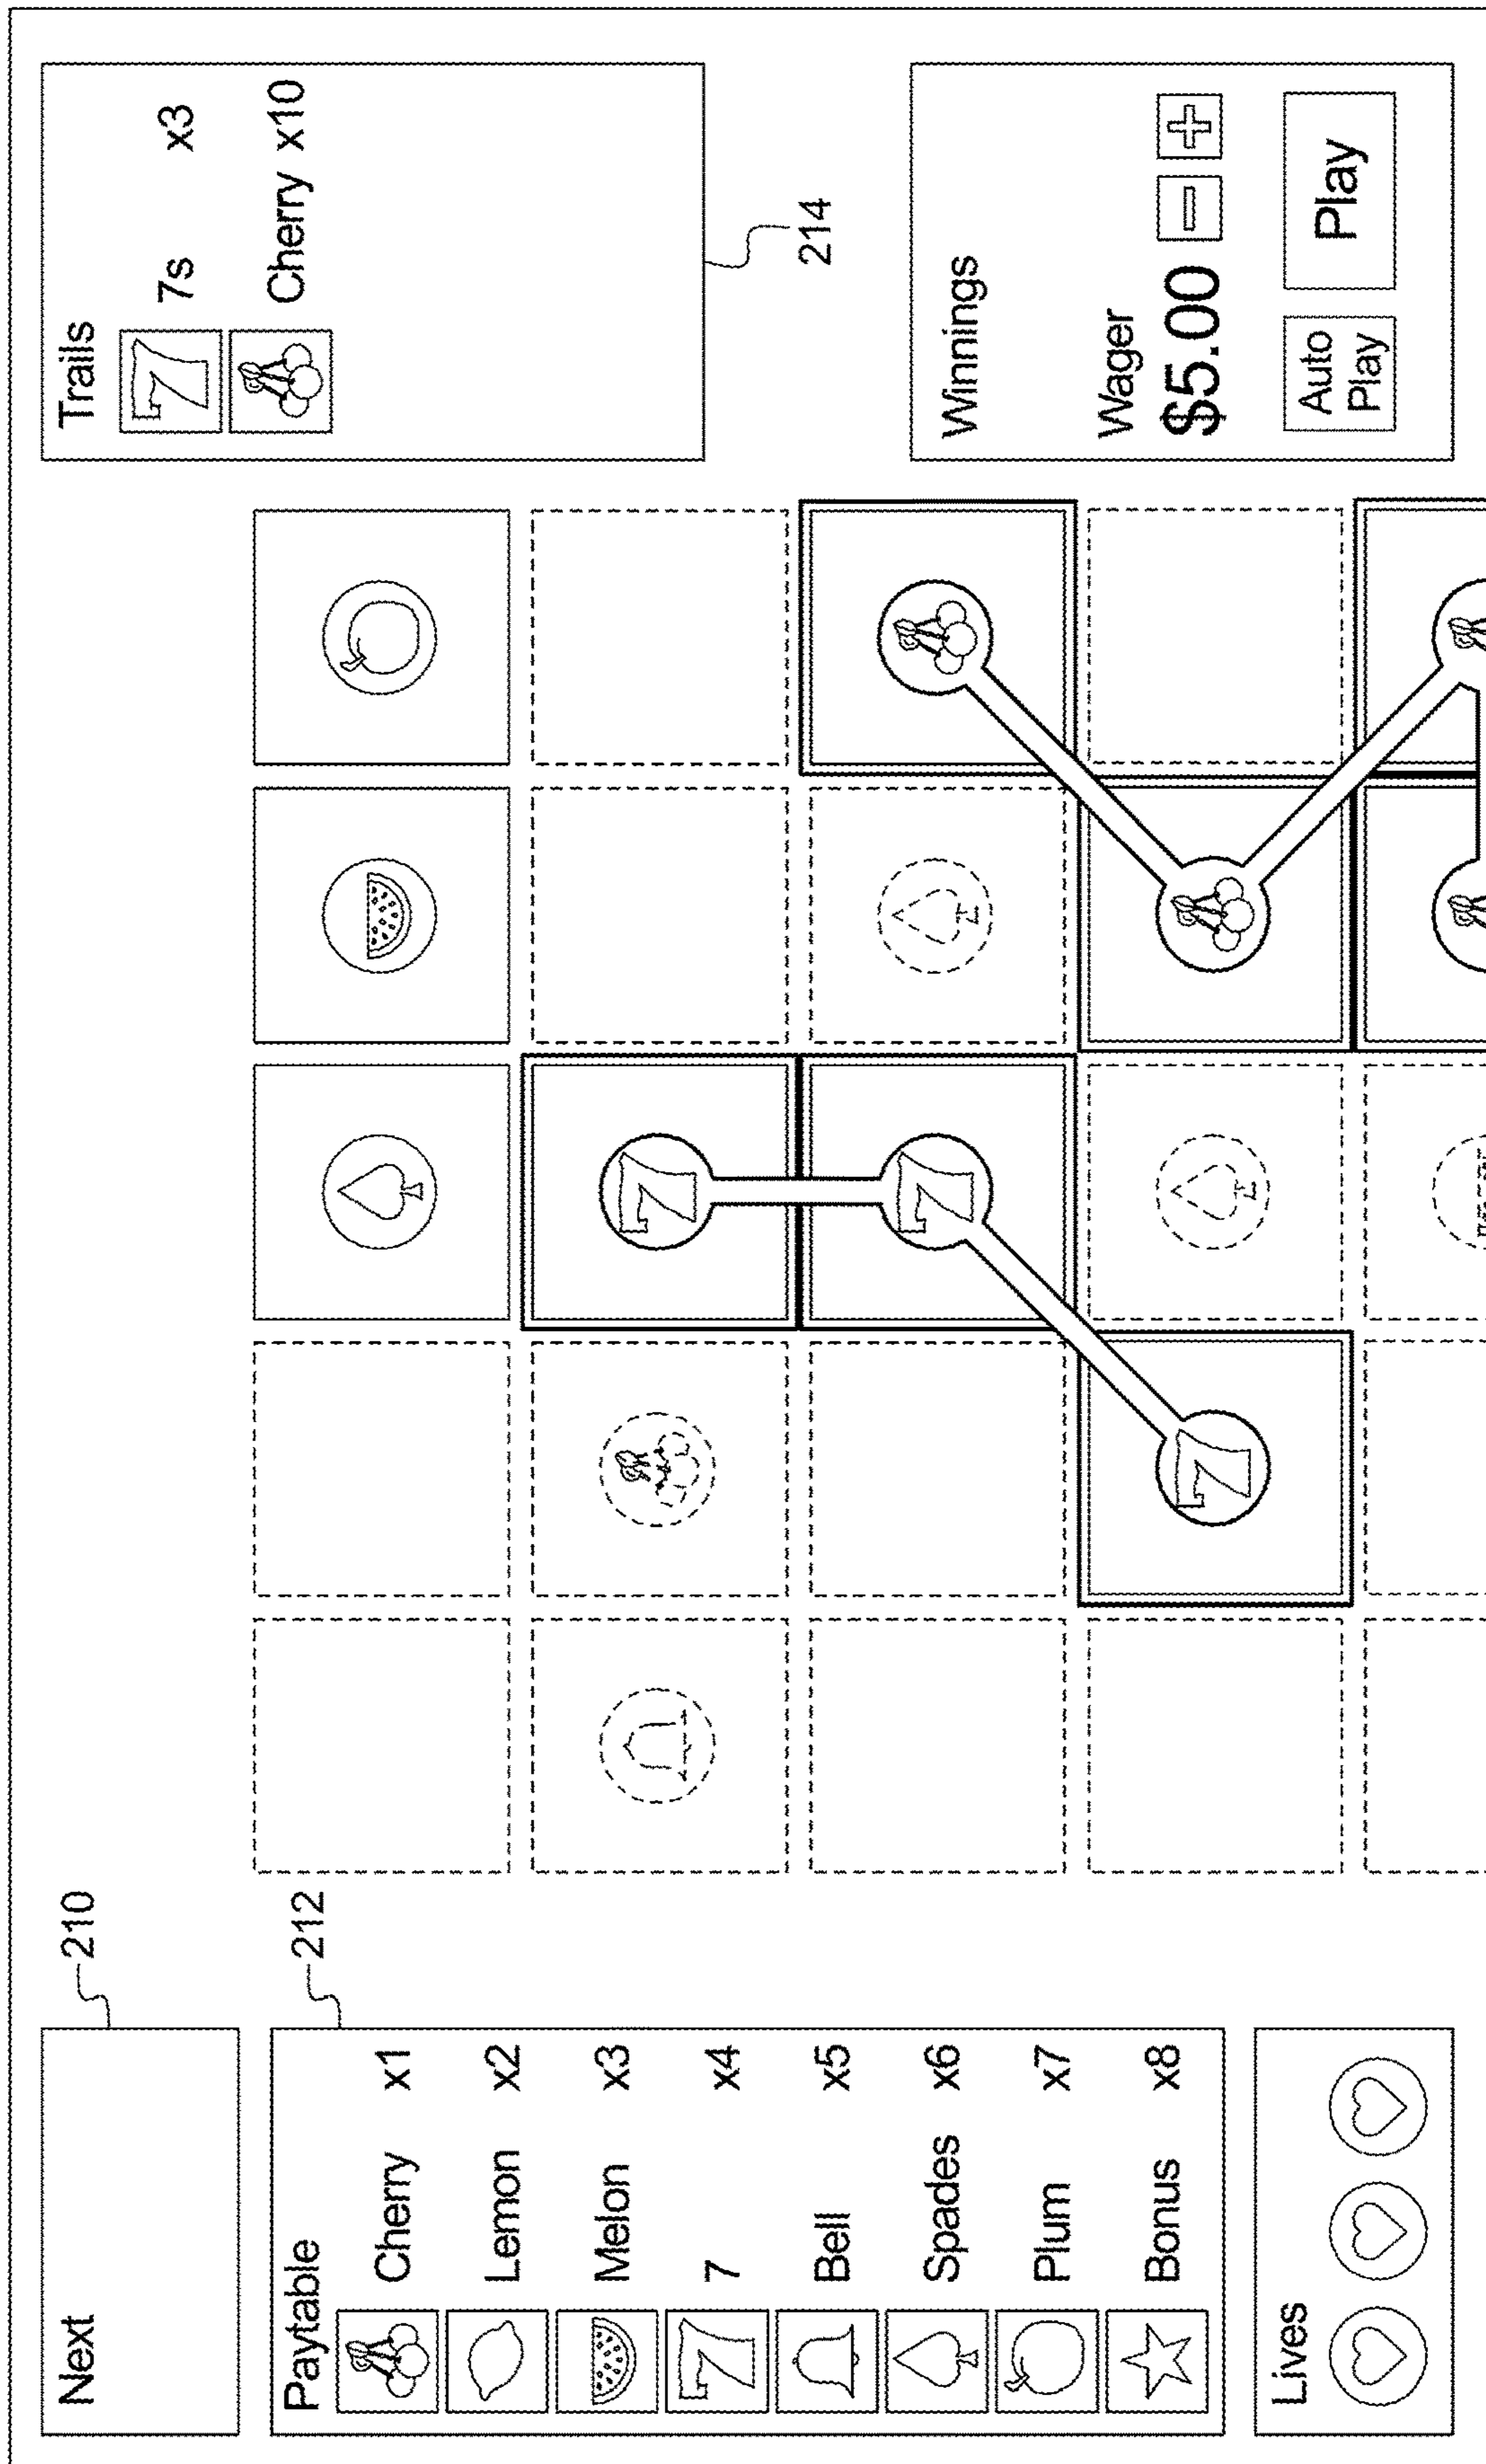 Next
210
Paytable
212
Cherry x1
Lemon x2
Melon x3
7 x4
Bell x5
Spades x6
Plum x7
Bonus x8
Lives
Trails
7s x3
Cherry x10
214
Winnings
Wager
$5.00 − +
Auto
Play
Play